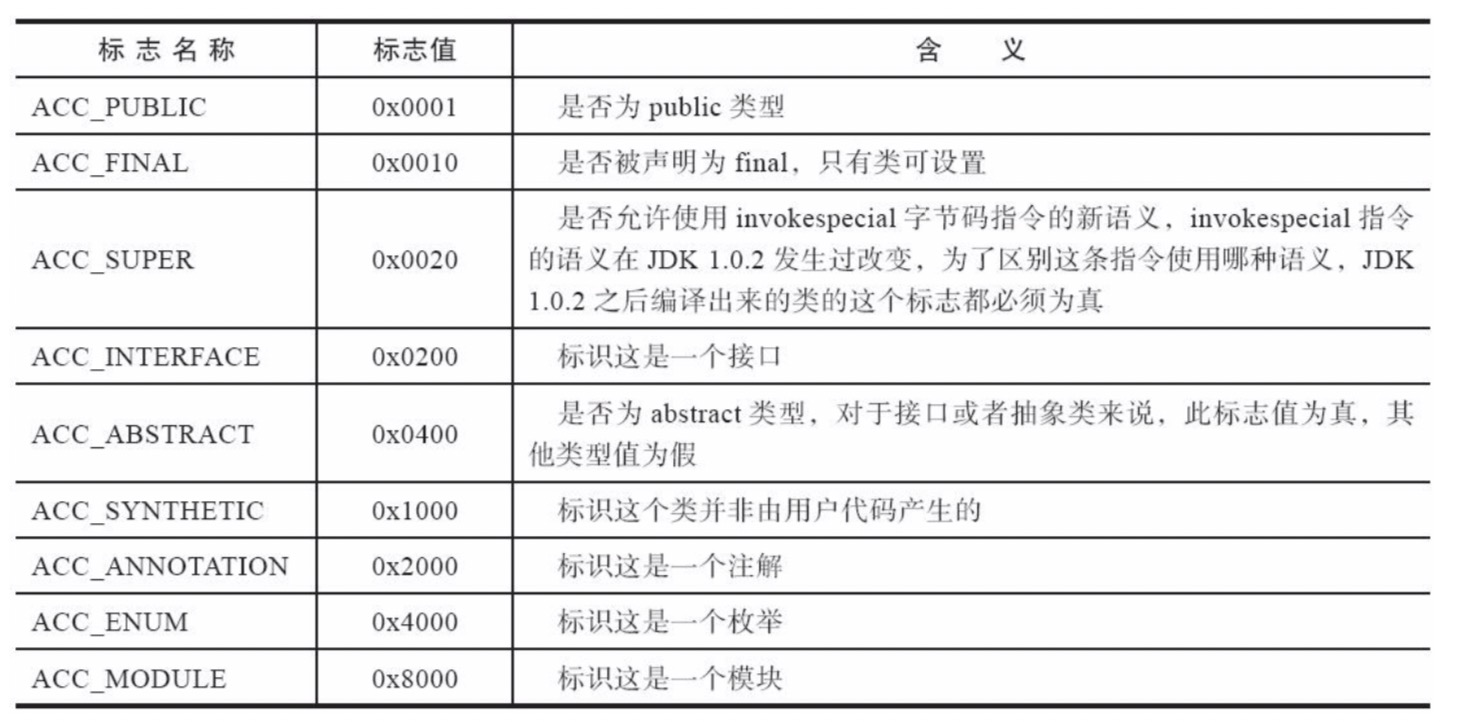 标志名称 标志值 含义
ACC_PUBLIC 0x0001 是否为 public 类型
ACC_FINAL 0x0010 是否被声明为 final，只有类可设置
是否允许使用 invokespecial 字节码指令的新语义，invokespecial 指令
ACC_SUPER 0x0020 的语义在 JDK 1.0.2 发生过改变，为了区别这条指令使用哪种语义，JDK
1.0.2 之后编译出来的类的这个标志都必须为真
ACC_INTERFACE 0x0200 标识这是一个接口
是否为 abstract 类型，对于接口或者抽象类来说，此标志值为真，其
ACC_ABSTRACT 0x0400 他类型值为假
ACC_SYNTHETIC 0x1000 标识这个类并非由用户代码产生的
ACC_ANNOTATION 0x2000 标识这是一个注解
ACC_ENUM 0x4000 标识这是一个枚举
ACC_MODULE 0x8000 标识这是一个模块